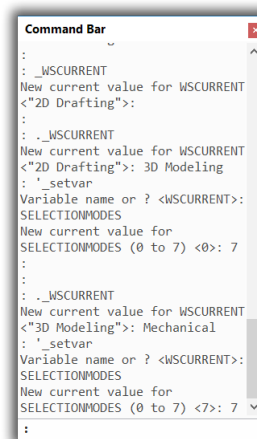 Command Bar
:
: _WSCURRENT
New current value for WSCURRENT
<"2D Drafting">:
:
: ._WSCURRENT
New current value for WSCURRENT
<"2D Drafting">: 3D Modeling
: '_setvar
Variable name or ? <WSCURRENT>:
SELECTIONMODES
New current value for
SELECTIONMODES (0 to 7) <0>: 7
:
:
: ._WSCURRENT
New current value for WSCURRENT
<"3D Modeling">: Mechanical
: '_setvar
Variable name or ? <WSCURRENT>:
SELECTIONMODES
New current value for
SELECTIONMODES (0 to 7) <7>: 7
: